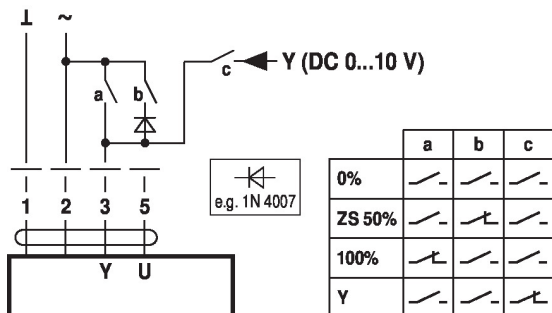 ⊥ ~
a b c Y (DC 0...10 V)
1 2 3 5
Y U
e.g. 1N 4007
a b c
0%
ZS 50%
100%
Y